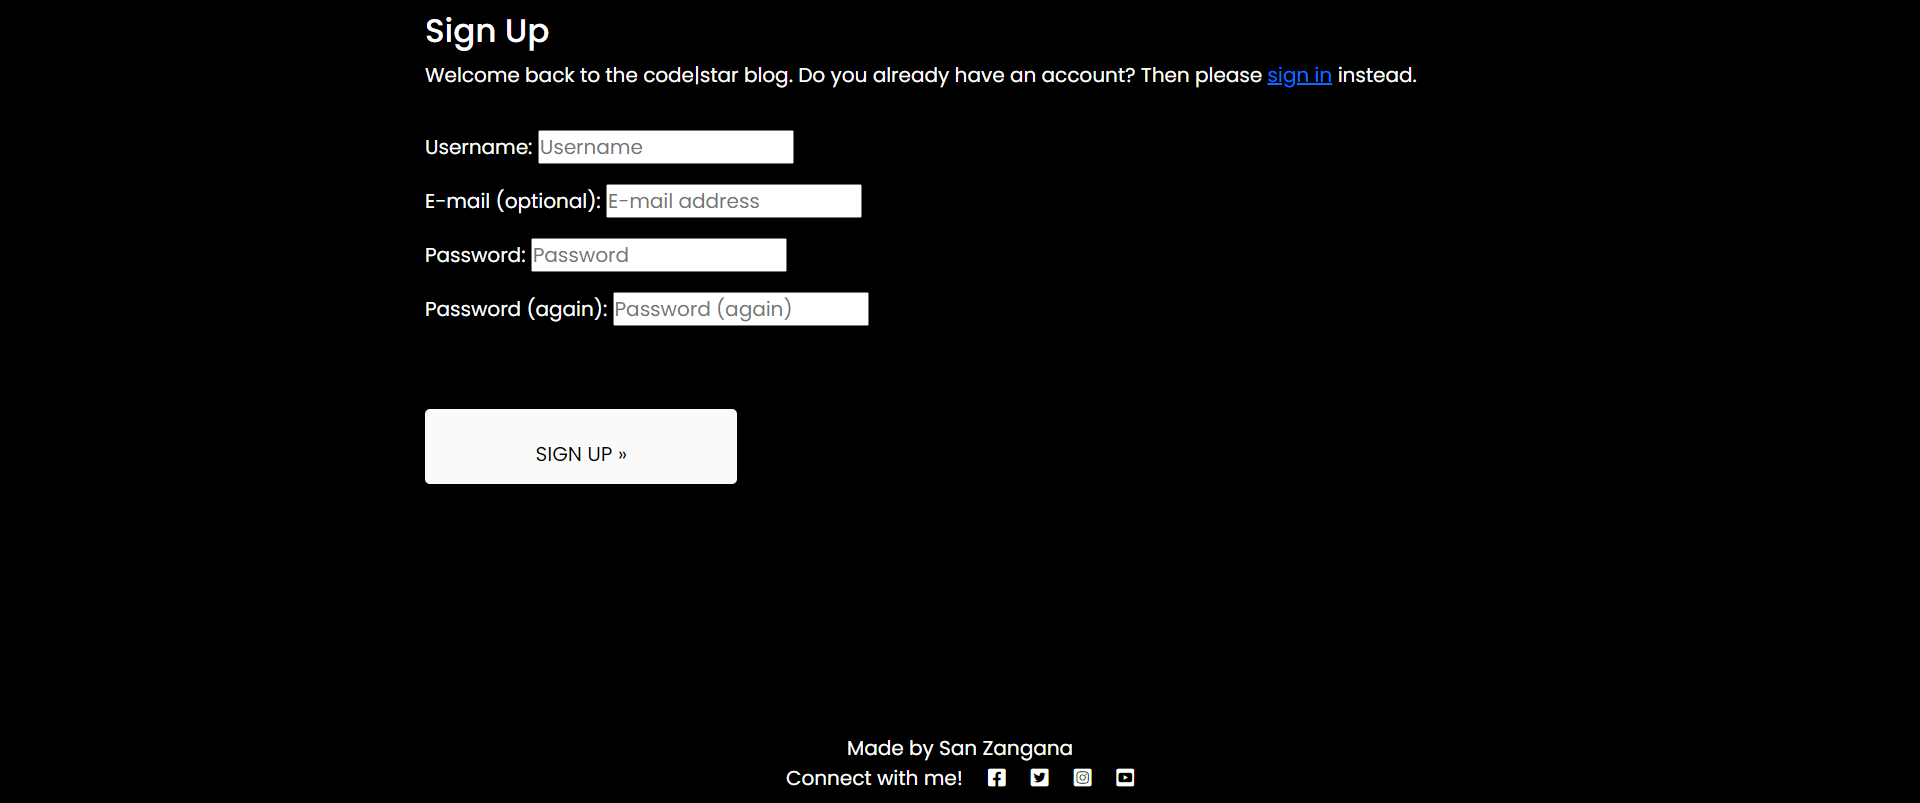 Sign Up
Welcome back to the code|star blog. Do you already have an account? Then please sign in instead.
Username: Username
E-mail (optional): E-mail address
Password: Password
Password (again): Password (again)
SIGN UP »
Made by San Zangana
Connect with me!